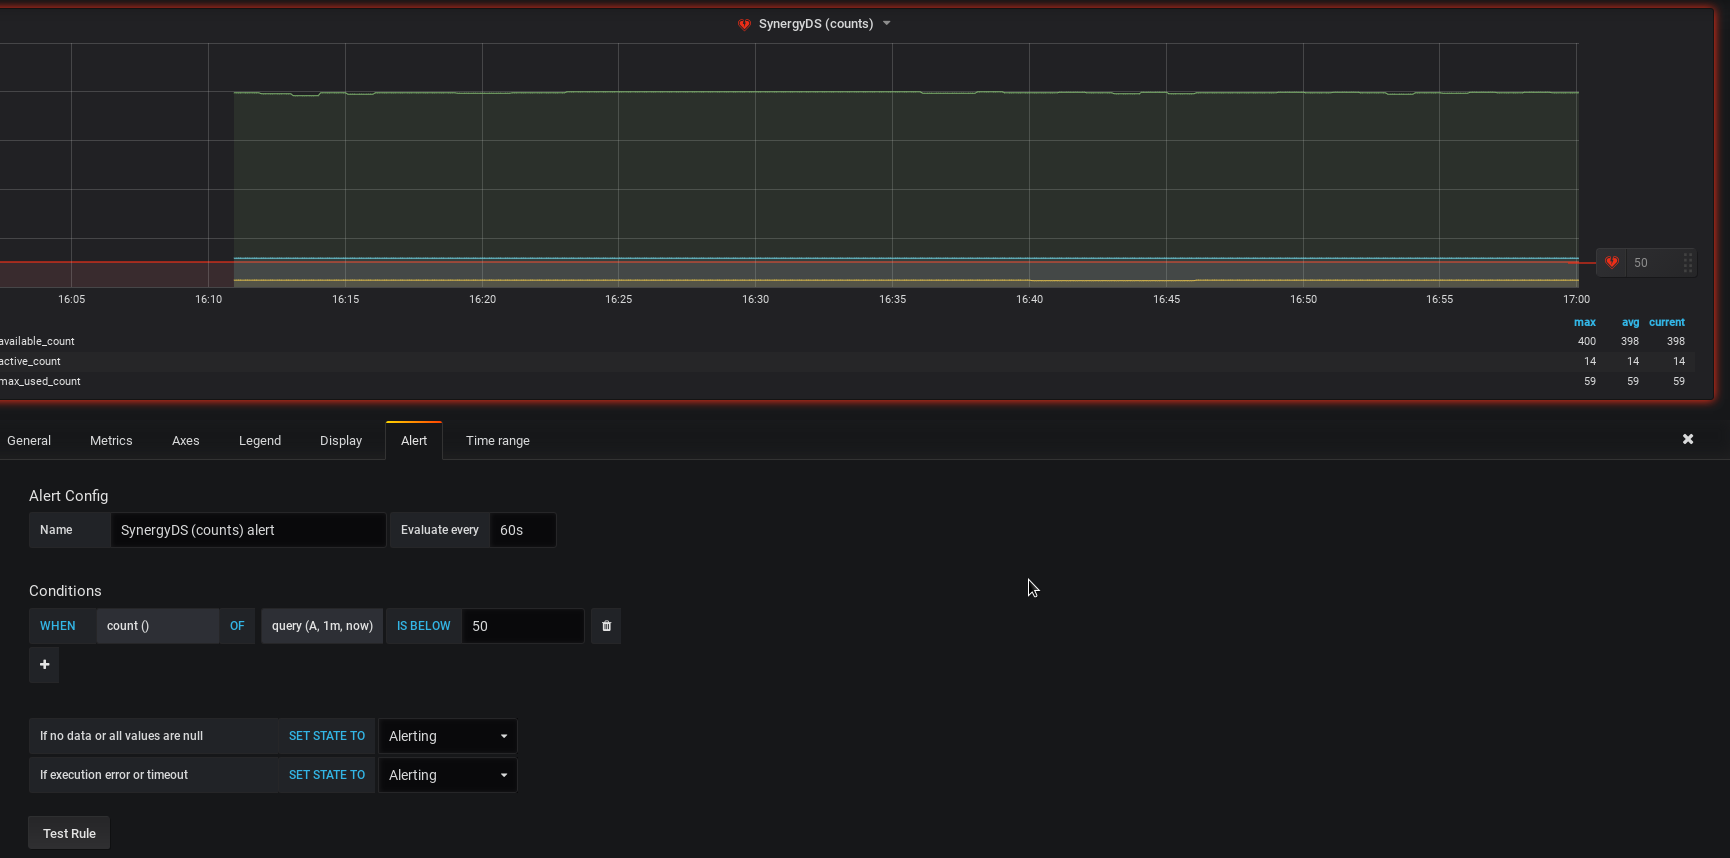 SynergyDS (counts)
50
16:05 16:10 16:15 16:20 16:25 16:30 16:35 16:40 16:45 16:50 16:55 17:00
max avg current
available_count 400 398 398
active_count 14 14 14
max_used_count 59 59 59
General Metrics Axes Legend Display Alert Time range
Alert Config
Name SynergyDS (counts) alert Evaluate every 60s
Conditions
WHEN count () OF query (A, 1m, now) IS BELOW 50
If no data or all values are null SET STATE TO Alerting
If execution error or timeout SET STATE TO Alerting
Test Rule